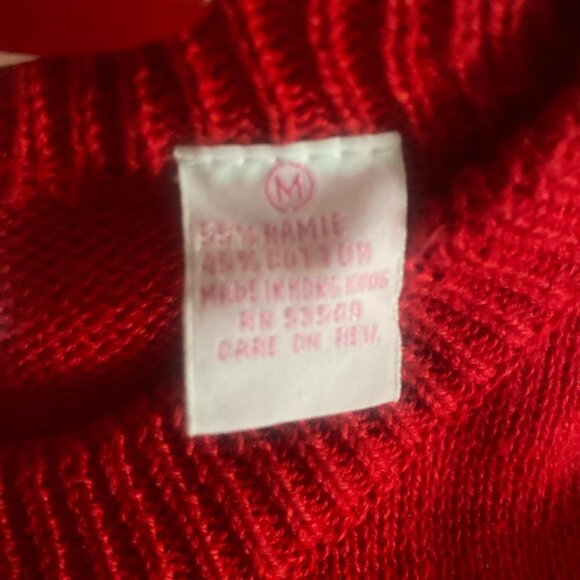 M
55% RAMIE
45% COTTON
MADE IN HONG KONG
RN 53508
CARE ON REV.